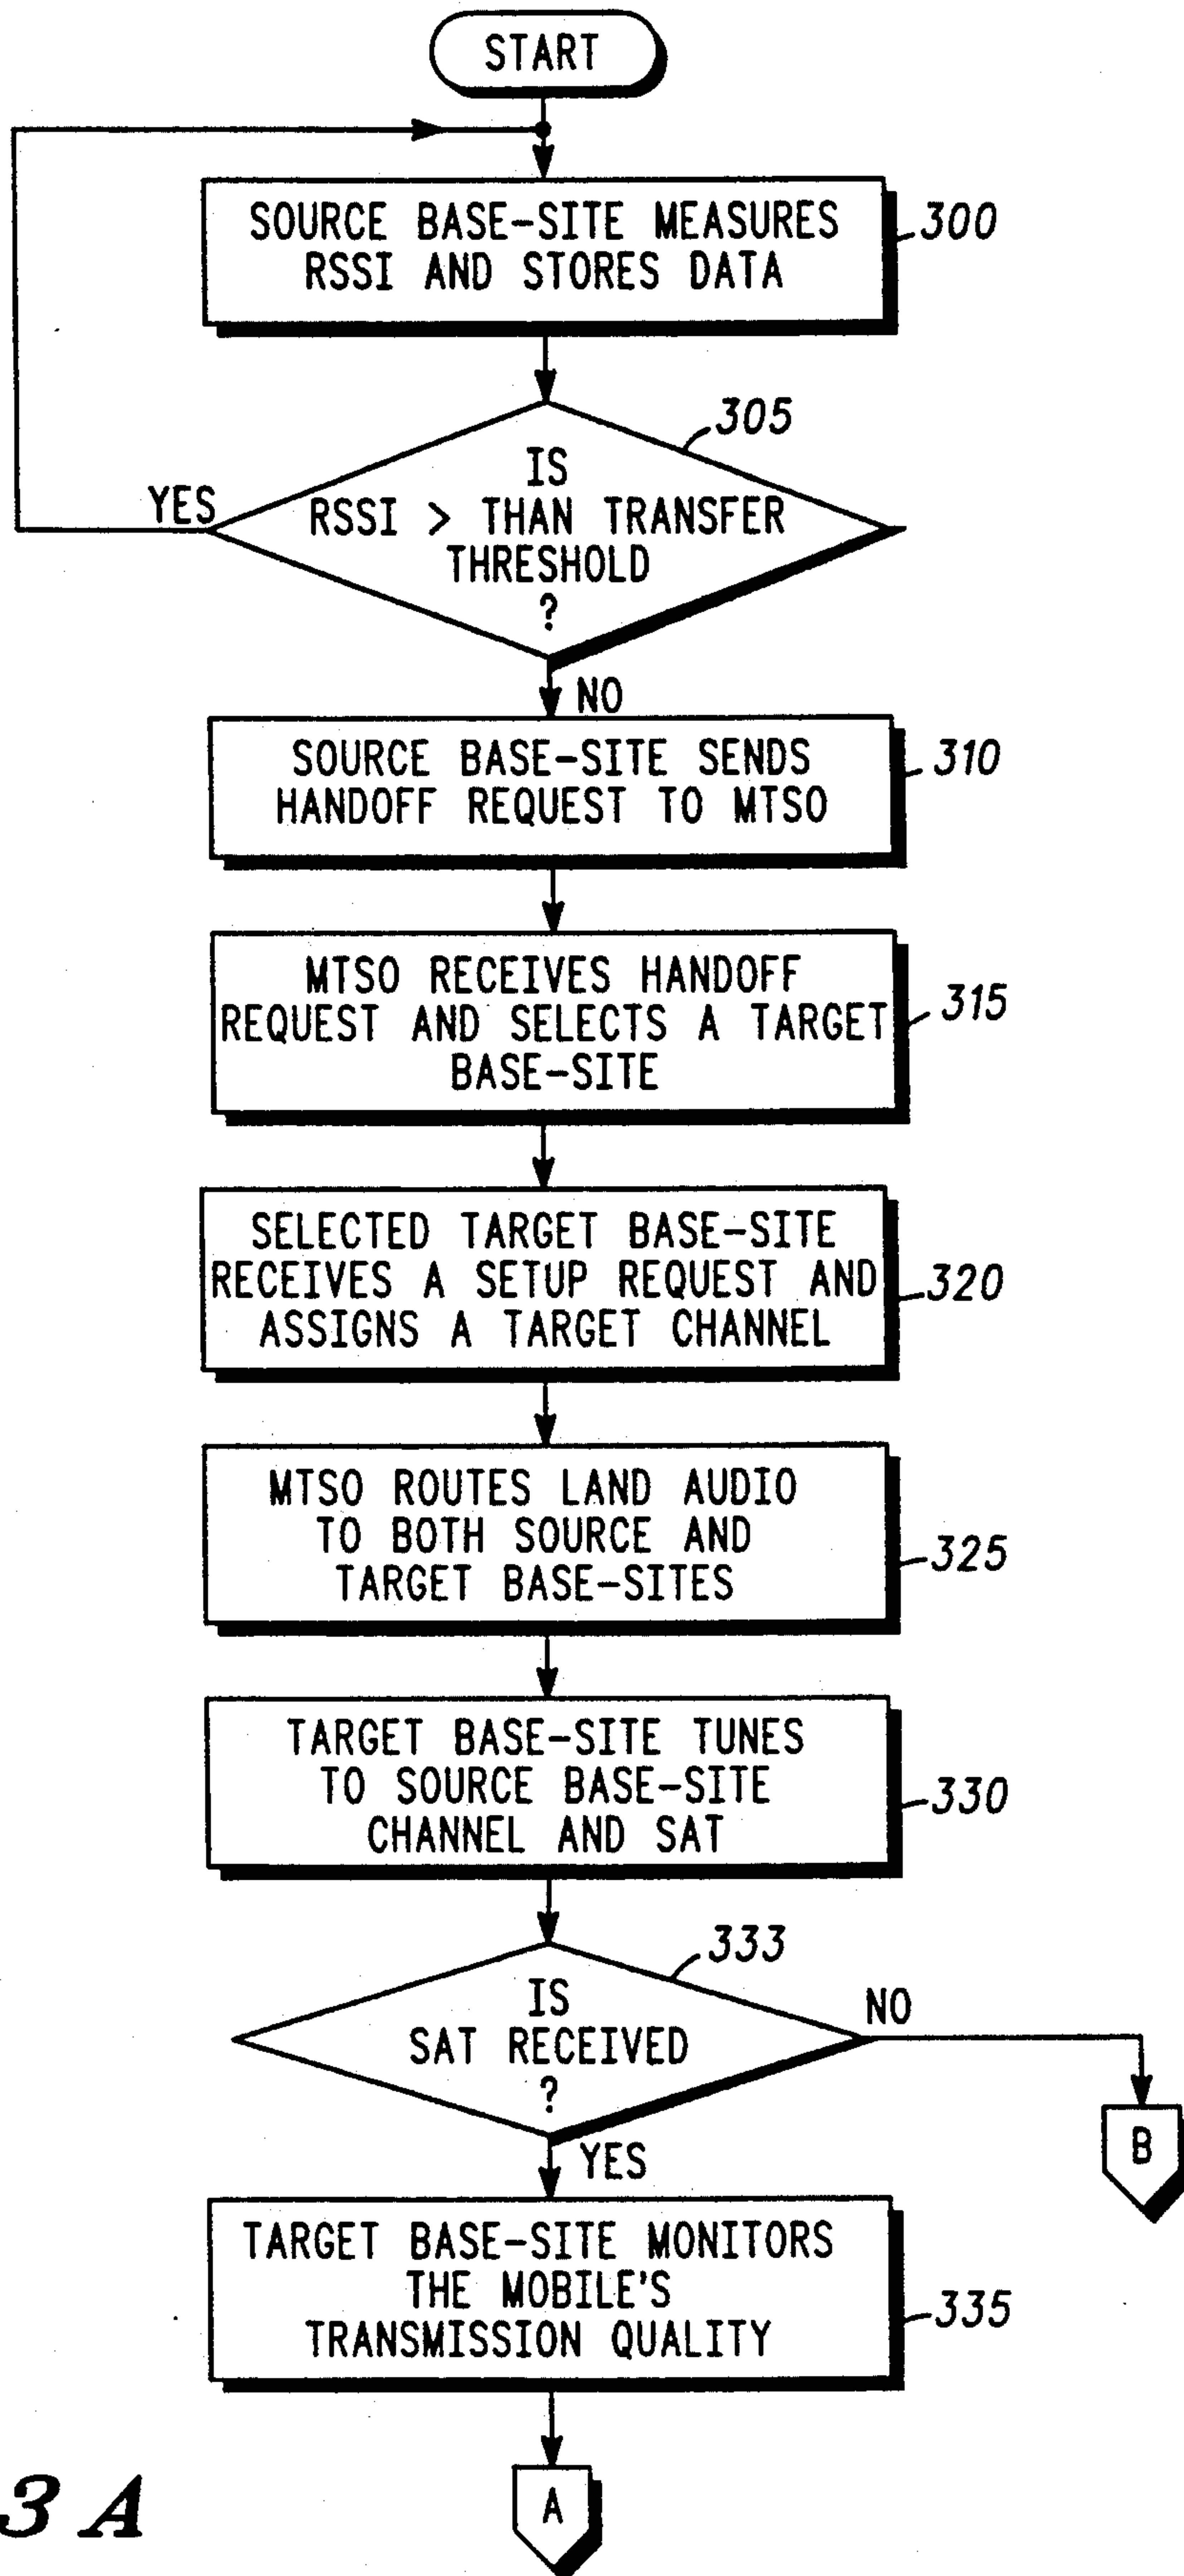 START
SOURCE BASE-SITE MEASURES
RSSI AND STORES DATA
300
305
IS
RSSI > THAN TRANSFER
THRESHOLD
?
YES
NO
SOURCE BASE-SITE SENDS
HANDOFF REQUEST TO MTSO
310
MTSO RECEIVES HANDOFF
REQUEST AND SELECTS A TARGET
BASE-SITE
315
SELECTED TARGET BASE-SITE
RECEIVES A SETUP REQUEST AND
ASSIGNS A TARGET CHANNEL
320
MTSO ROUTES LAND AUDIO
TO BOTH SOURCE AND
TARGET BASE-SITES
325
TARGET BASE-SITE TUNES
TO SOURCE BASE-SITE
CHANNEL AND SAT
330
333
IS
SAT RECEIVED
?
NO
B
YES
TARGET BASE-SITE MONITORS
THE MOBILE'S
TRANSMISSION QUALITY
335
A
3 A